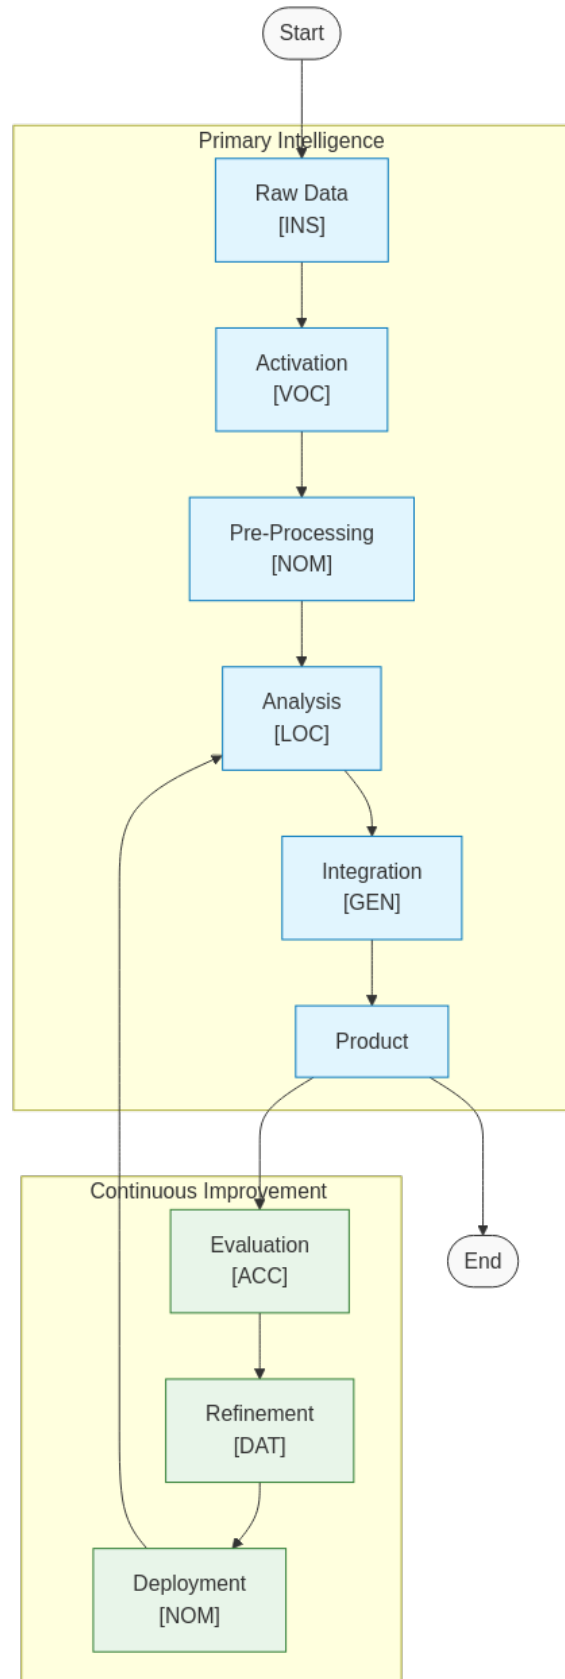 Start
Primary Intelligence
Raw Data
[INS]
Activation
[VOC]
Pre-Processing
[NOM]
Analysis
[LOC]
Integration
[GEN]
Product
Continuous Improvement
Evaluation
[ACC]
End
Refinement
[DAT]
Deployment
[NOM]